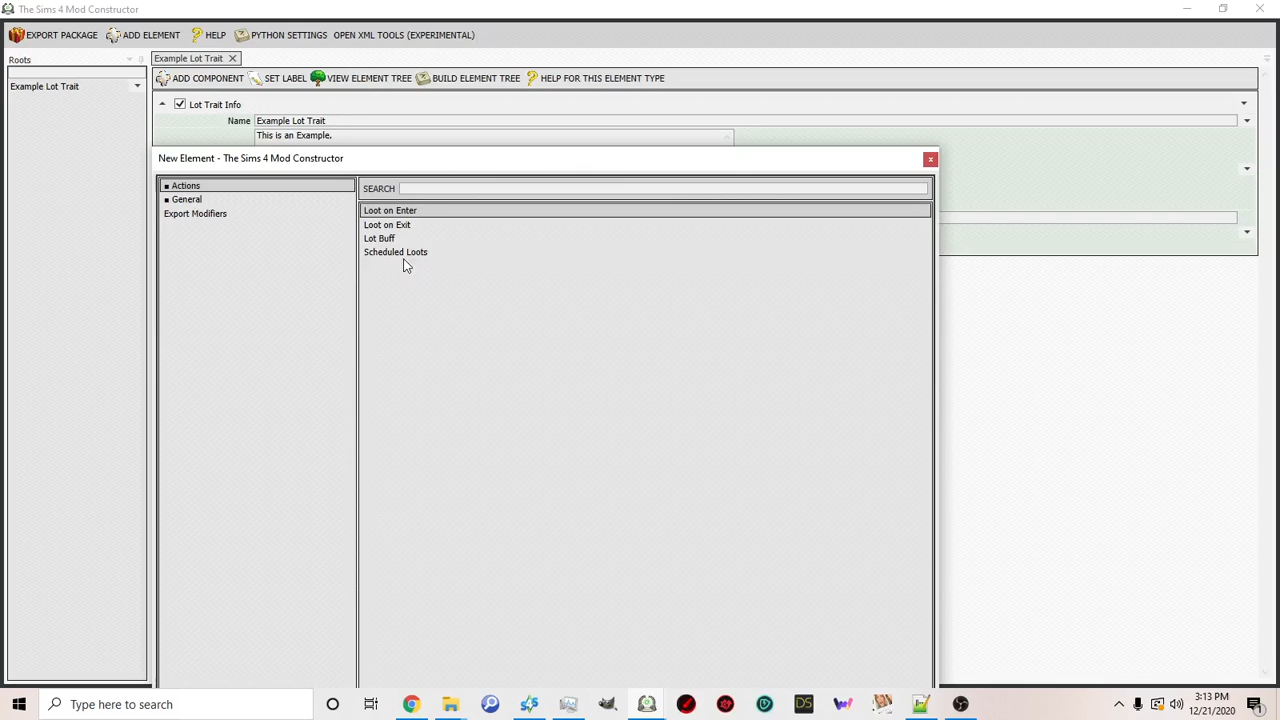 The Sims 4 Mod Constructor
EXPORT PACKAGE ADD ELEMENT HELP PYTHON SETTINGS OPEN XML TOOLS (EXPERIMENTAL)
Roots
Example Lot Trait
Example Lot Trait
ADD COMPONENT SET LABEL VIEW ELEMENT TREE BUILD ELEMENT TREE HELP FOR THIS ELEMENT TYPE
Lot Trait Info
Name Example Lot Trait
This is an Example.
New Element - The Sims 4 Mod Constructor
Actions
General
Export Modifiers
SEARCH
Loot on Enter
Loot on Exit
Lot Buff
Scheduled Loots
Type here to search
DS
3:13 PM
12/21/2020
1